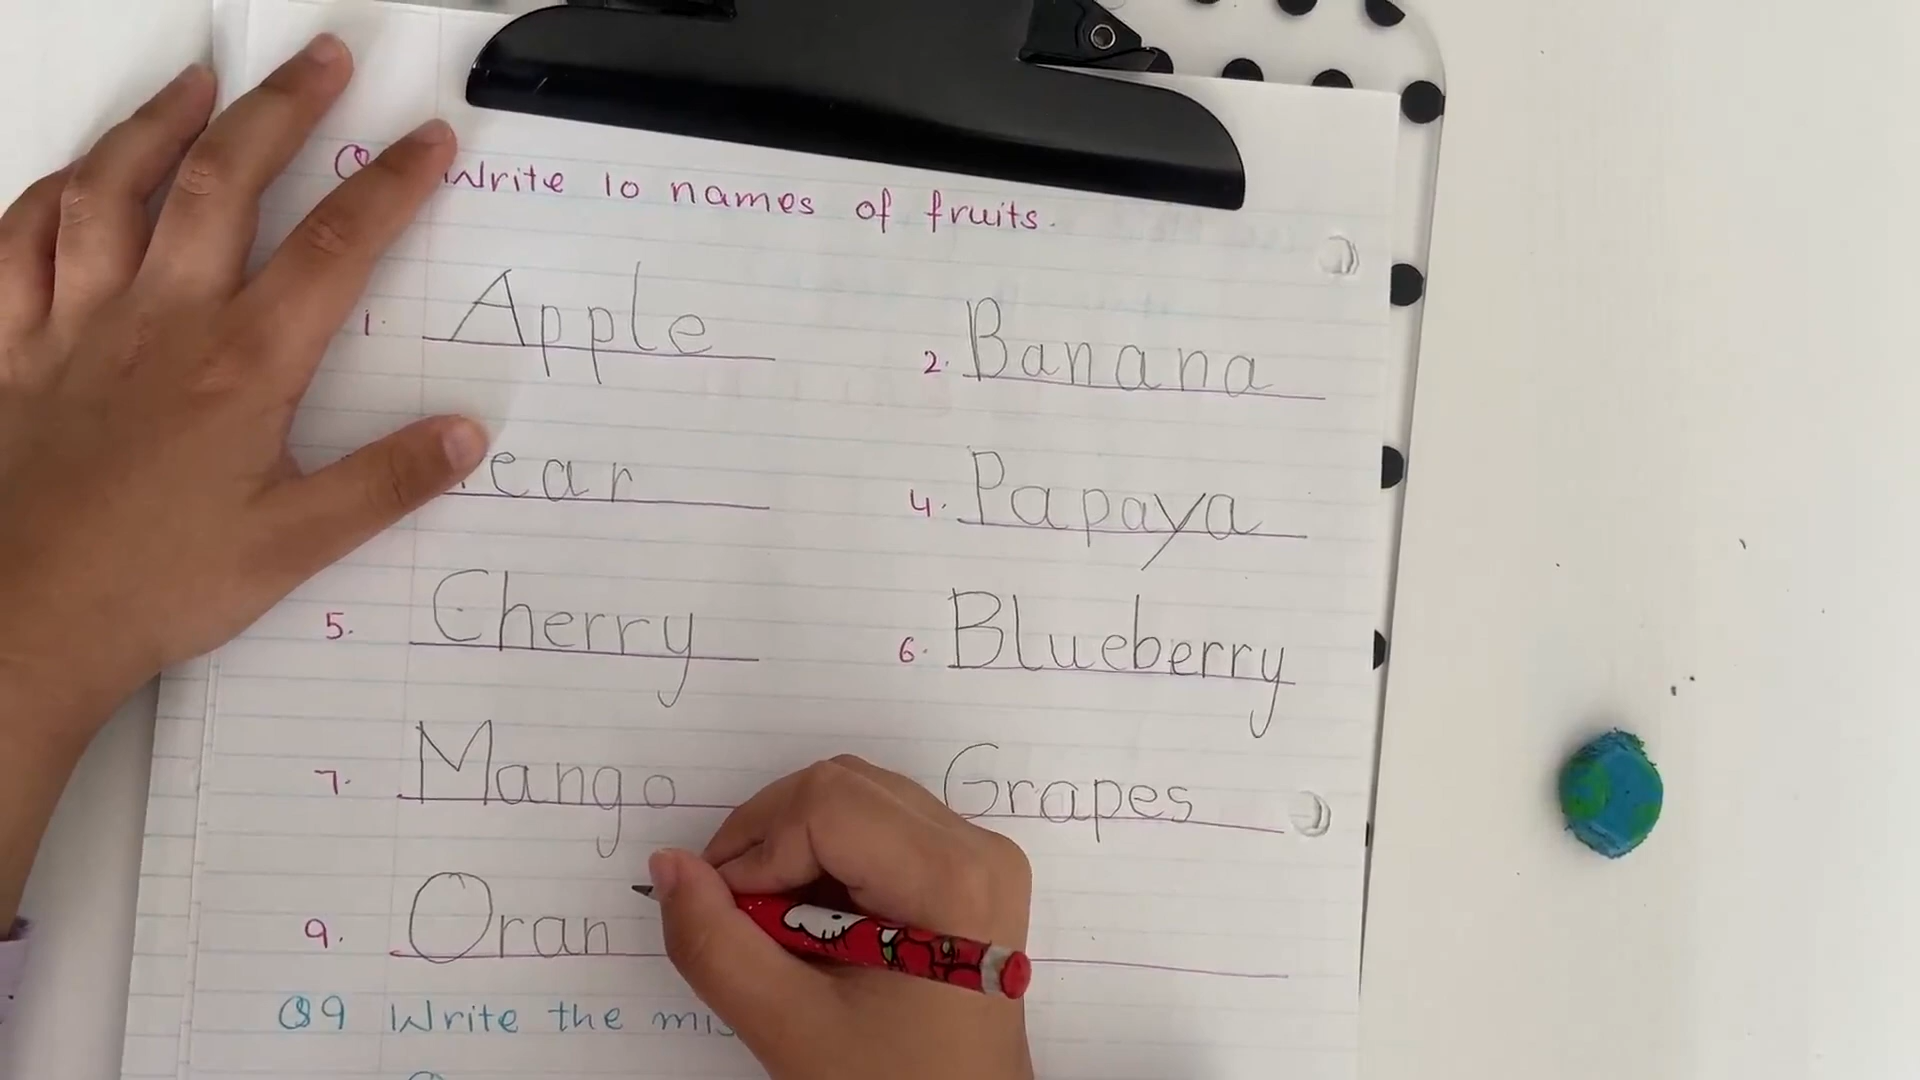 Write 10 names of fruits.
1. Apple 2. Banana
ear 4. Papaya
5. Cherry 6. Blueberry
7. Mango Grapes
9. Oran
Q9 Write the mis